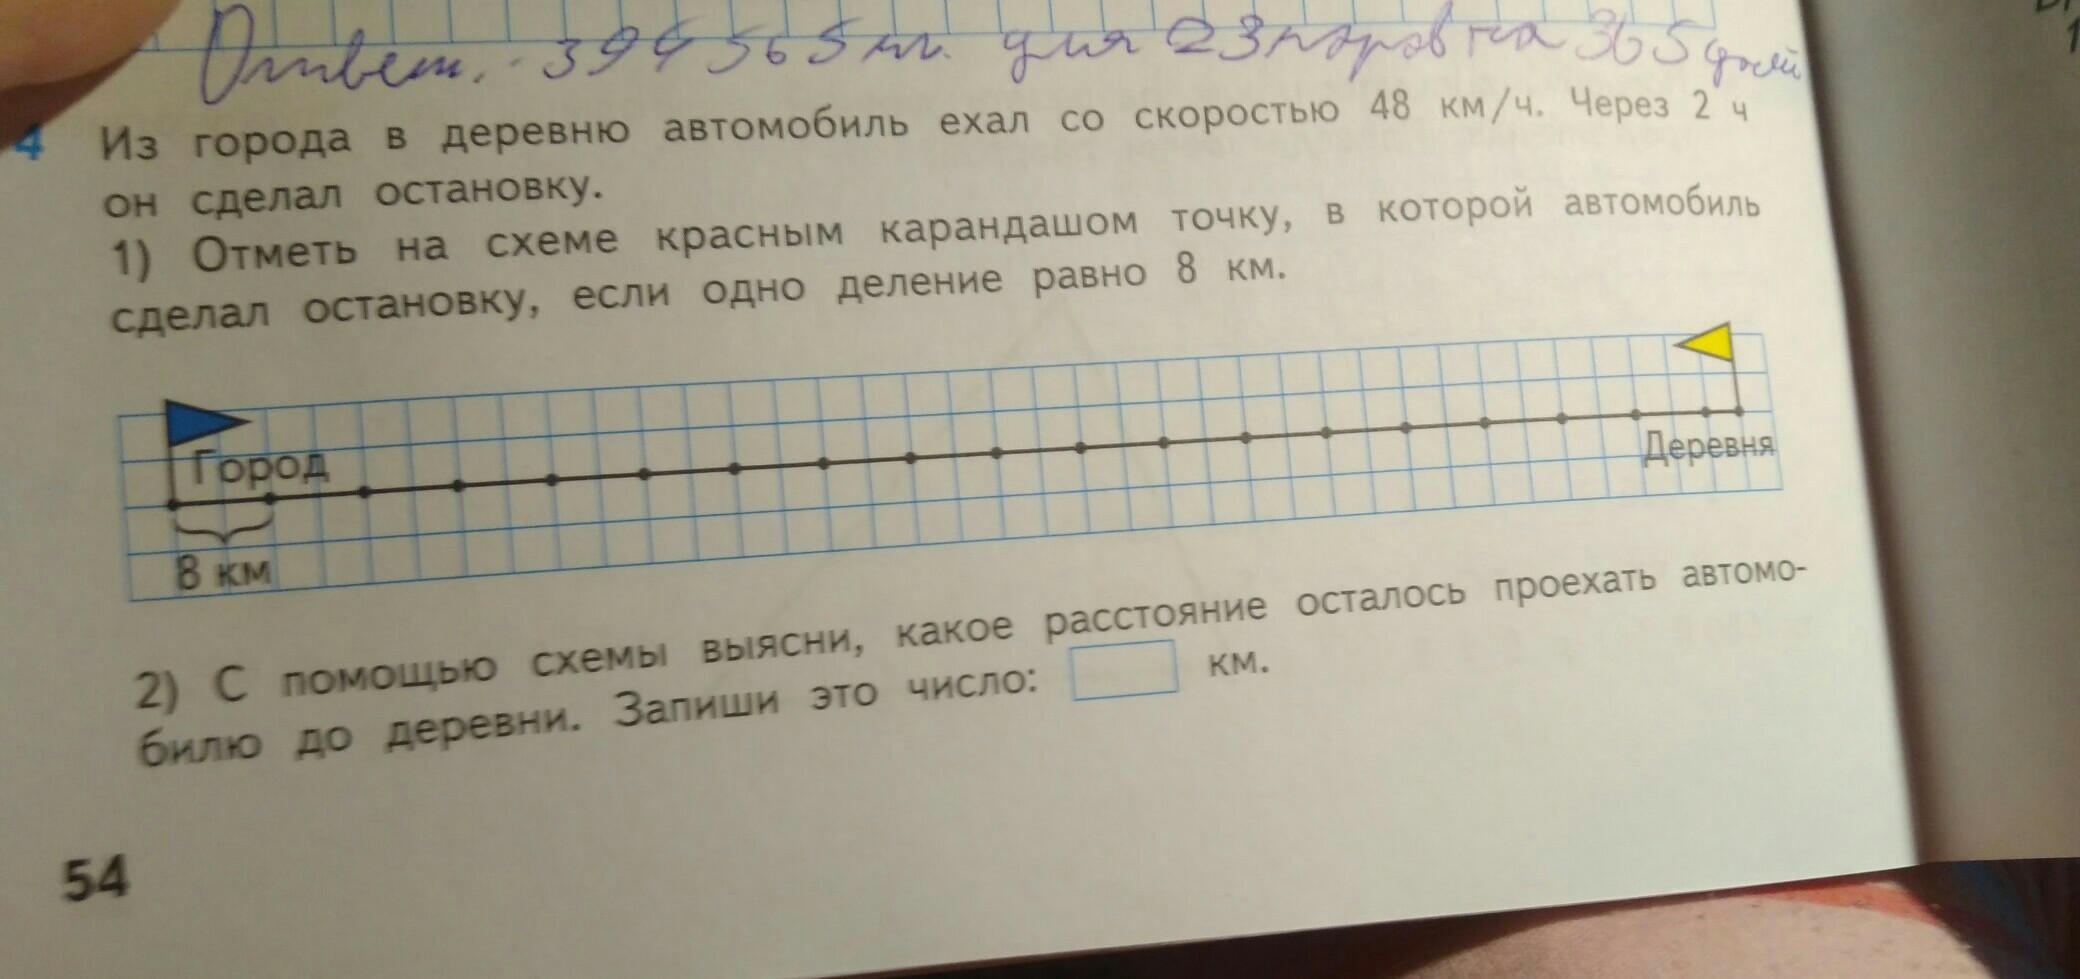 Ответ. 394565 кг. для 23 коров на 365 дней
4 Из города в деревню автомобиль ехал со скоростью 48 км/ч. Через 2 ч
он сделал остановку.
1) Отметь на схеме красным карандашом точку, в которой автомобиль
сделал остановку, если одно деление равно 8 км.
Город
Деревня
8 км
2) С помощью схемы выясни, какое расстояние осталось проехать автомо-
билю до деревни. Запиши это число: км.
54